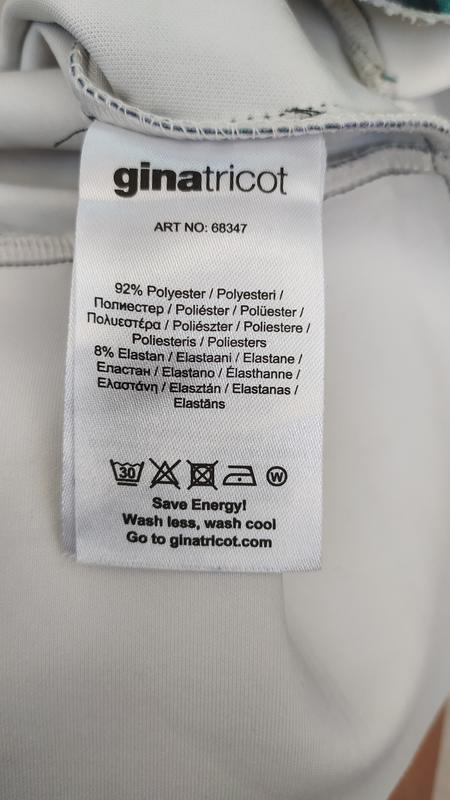 ginatricot
ART NO: 68347
92% Polyester / Polyesteri /
Полиестер / Poliéster / Polüester /
Πολυεστέρα / Poliészter / Poliestere /
Poliesteris / Poliesters
8% Elastan / Elastaani / Elastane /
Еластан / Elastano / Élasthanne /
Ελαστάνη / Elasztán / Elastanas /
Elastāns
30 W
Save Energy!
Wash less, wash cool
Go to ginatricot.com